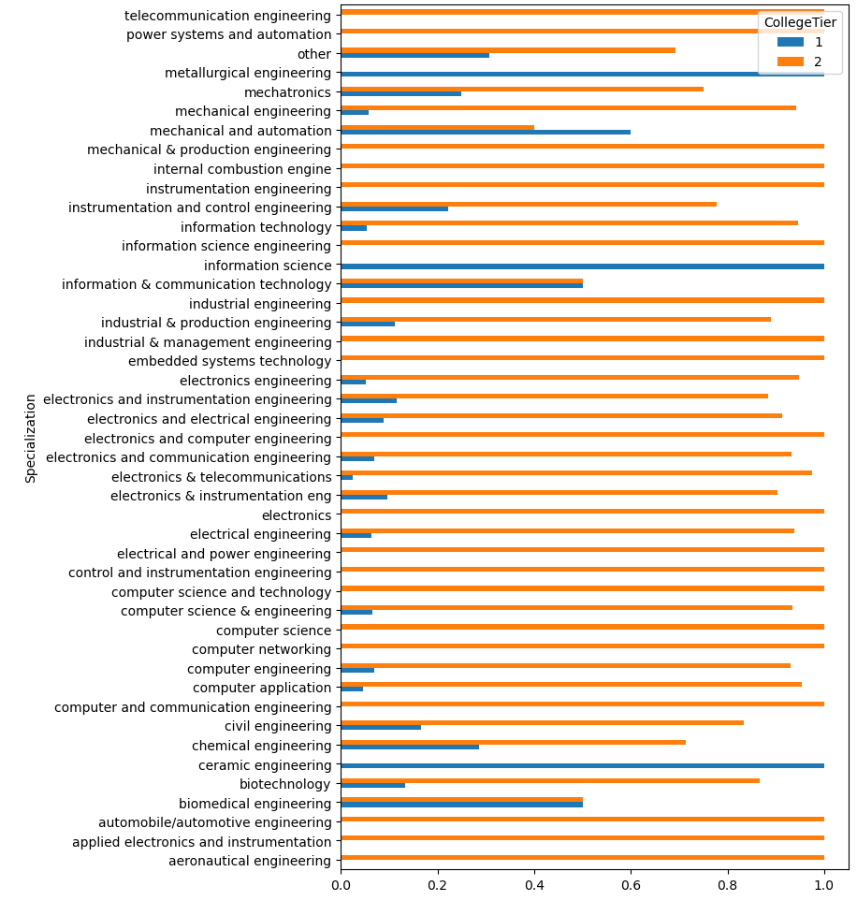 telecommunication engineering
power systems and automation
other
metallurgical engineering
mechatronics
mechanical engineering
mechanical and automation
mechanical & production engineering
internal combustion engine
instrumentation engineering
instrumentation and control engineering
information technology
information science engineering
information science
information & communication technology
industrial engineering
industrial & production engineering
industrial & management engineering
embedded systems technology
electronics engineering
electronics and instrumentation engineering
electronics and electrical engineering
electronics and computer engineering
electronics and communication engineering
electronics & telecommunications
electronics & instrumentation eng
electronics
electrical engineering
electrical and power engineering
control and instrumentation engineering
computer science and technology
computer science & engineering
computer science
computer networking
computer engineering
computer application
computer and communication engineering
civil engineering
chemical engineering
ceramic engineering
biotechnology
biomedical engineering
automobile/automotive engineering
applied electronics and instrumentation
aeronautical engineering
Specialization
0.0 0.2 0.4 0.6 0.8 1.0
CollegeTier
1
2